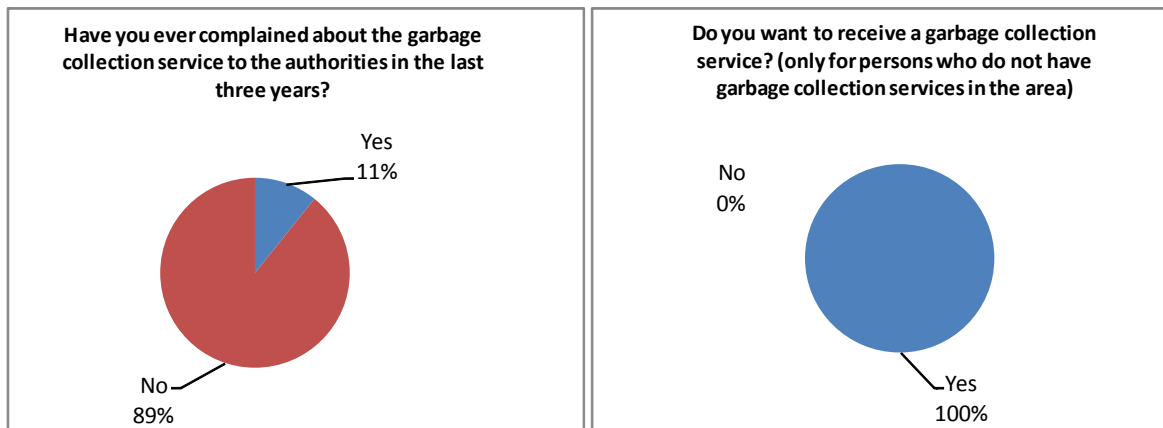 Have you ever complained about the garbage
collection service to the authorities in the last
three years?
Yes
11%
No
89%
Do you want to receive a garbage collection
service? (only for persons who do not have
garbage collection services in the area)
No
0%
Yes
100%